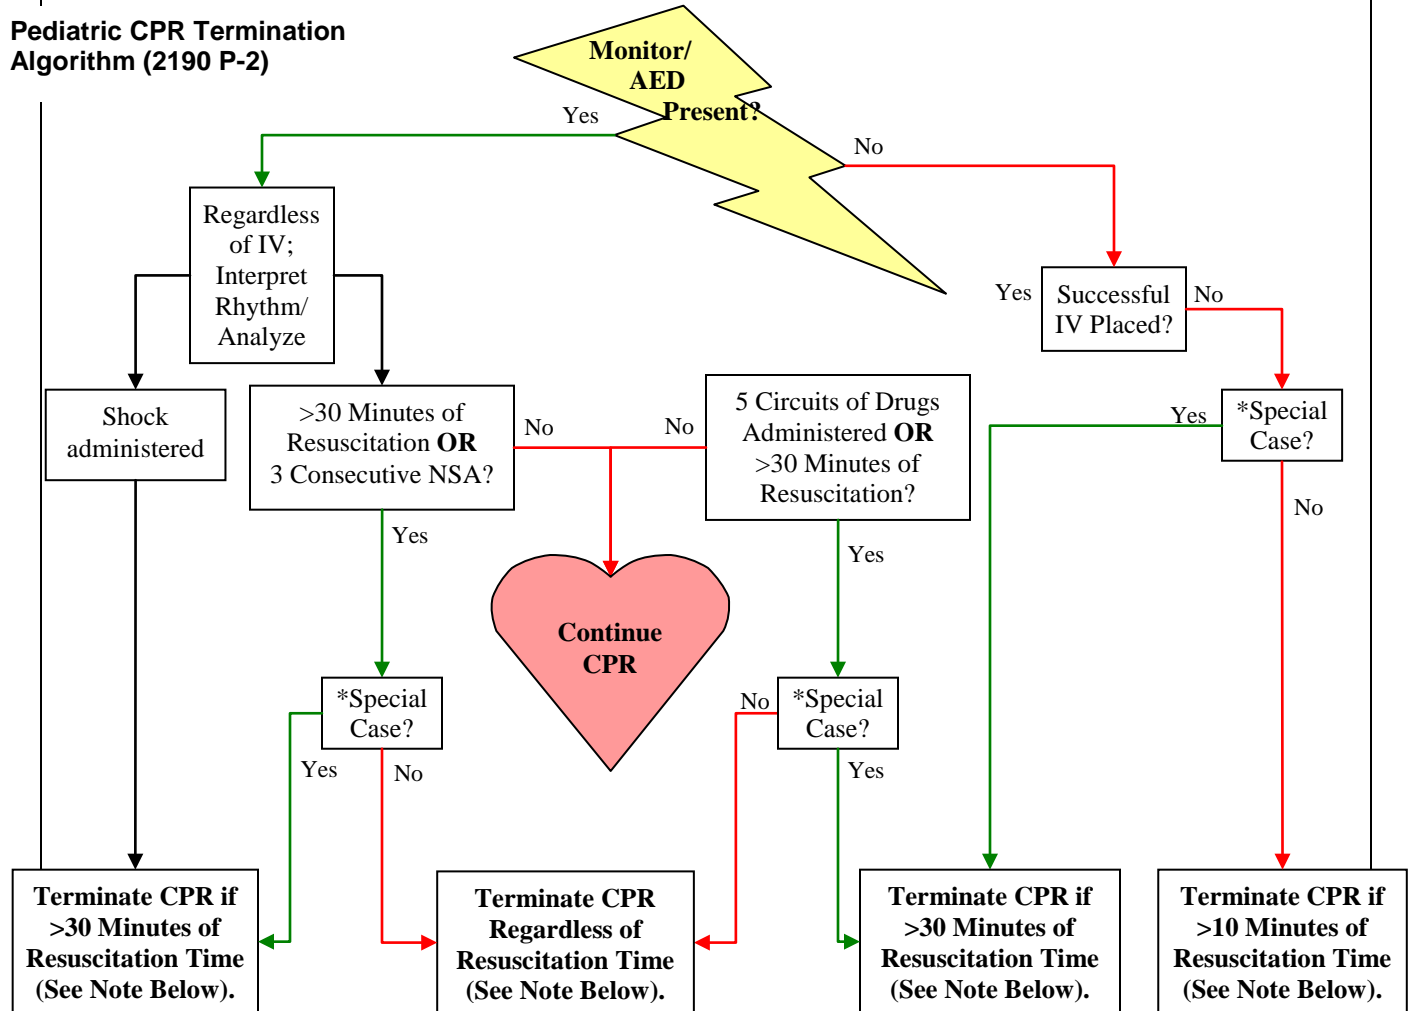 Pediatric CPR Termination
Algorithm (2190 P-2)
Monitor/
AED
Present?
Yes
No
Regardless
of IV;
Interpret
Rhythm/
Analyze
Yes
Successful
IV Placed?
No
Shock
administered
>30 Minutes of
Resuscitation OR
3 Consecutive NSA?
No
No
5 Circuits of Drugs
Administered OR
>30 Minutes of
Resuscitation?
Yes
*Special
Case?
No
Yes
Yes
Continue
CPR
*Special
Case?
Yes
No
No
*Special
Case?
Yes
Terminate CPR if
>30 Minutes of
Resuscitation Time
(See Note Below).
Terminate CPR
Regardless of
Resuscitation Time
(See Note Below).
Terminate CPR if
>30 Minutes of
Resuscitation Time
(See Note Below).
Terminate CPR if
>10 Minutes of
Resuscitation Time
(See Note Below).